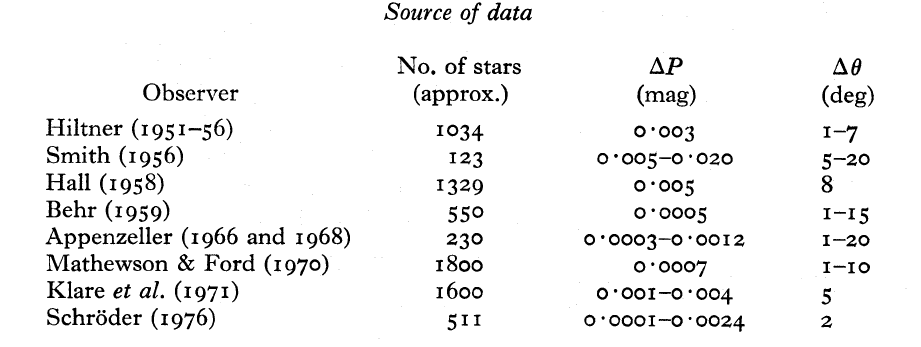 Source of data
No. of stars ΔP Δθ
Observer (approx.) (mag) (deg)
Hiltner (1951–56) 1034 0·003 1–7
Smith (1956) 123 0·005–0·020 5–20
Hall (1958) 1329 0·005 8
Behr (1959) 550 0·0005 1–15
Appenzeller (1966 and 1968) 230 0·0003–0·0012 1–20
Mathewson & Ford (1970) 1800 0·0007 1–10
Klare et al. (1971) 1600 0·001–0·004 5
Schröder (1976) 511 0·0001–0·0024 2